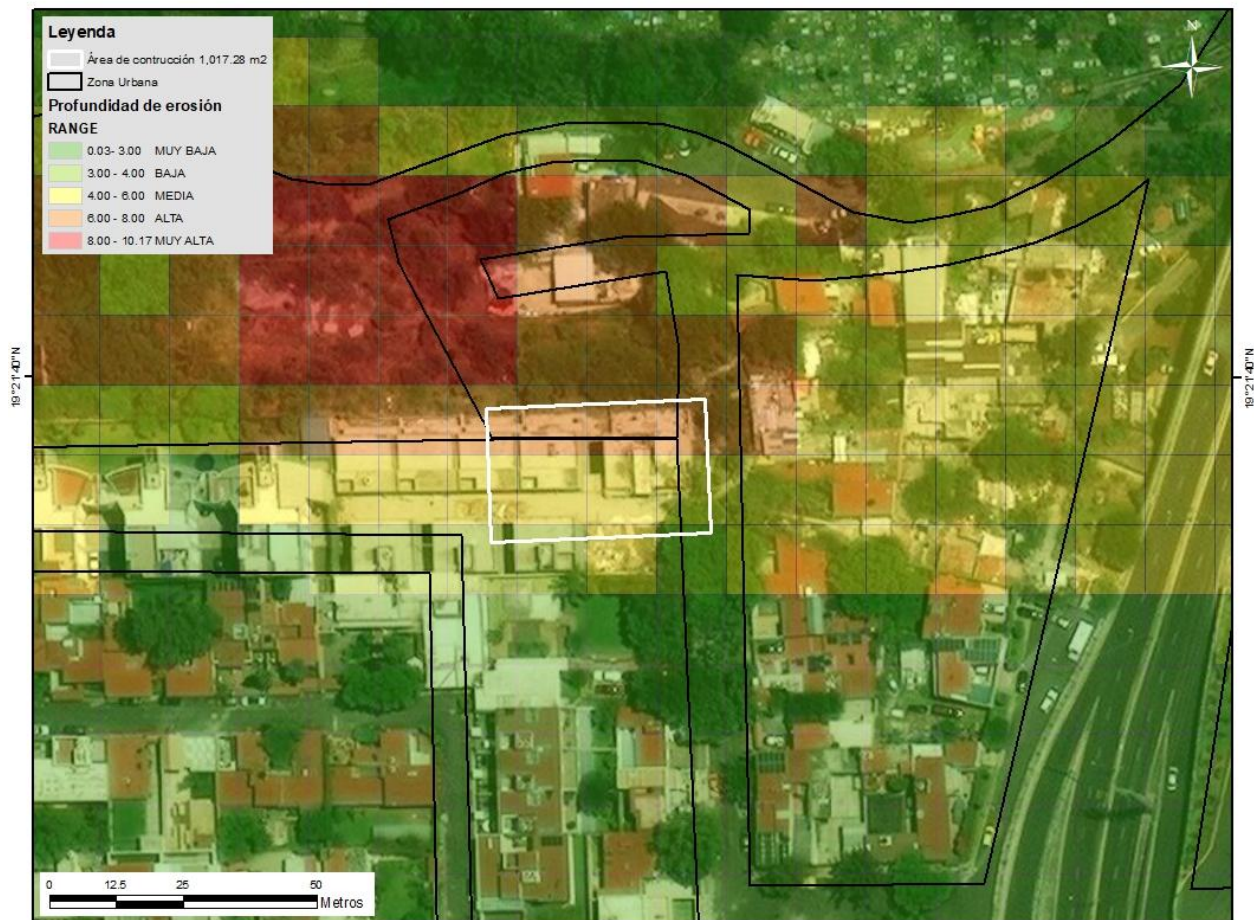 Leyenda
Área de contrucción 1,017.28 m2
Zona Urbana
Profundidad de erosión
RANGE
0.03- 3.00 MUY BAJA
3.00 - 4.00 BAJA
4.00 - 6.00 MEDIA
6.00 - 8.00 ALTA
8.00 - 10.17 MUY ALTA
N
19°21'40"N
19°21'40"N
0 12.5 25 50
Metros